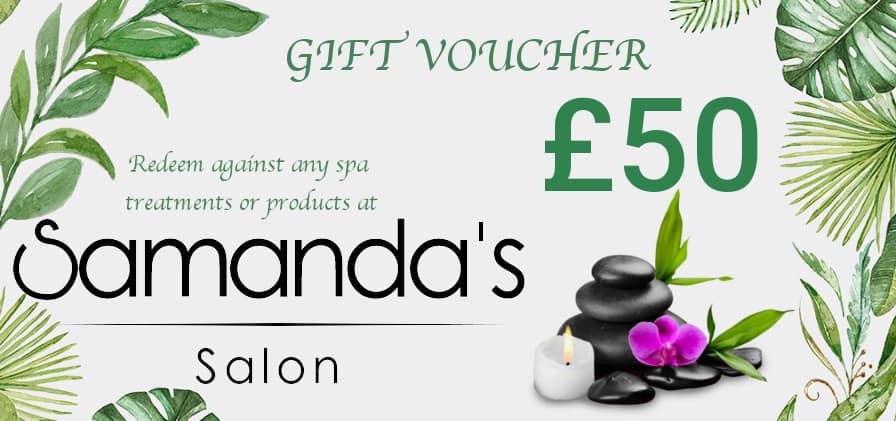 GIFT VOUCHER
£50
Redeem against any spa
treatments or products at
Samanda's
Salon